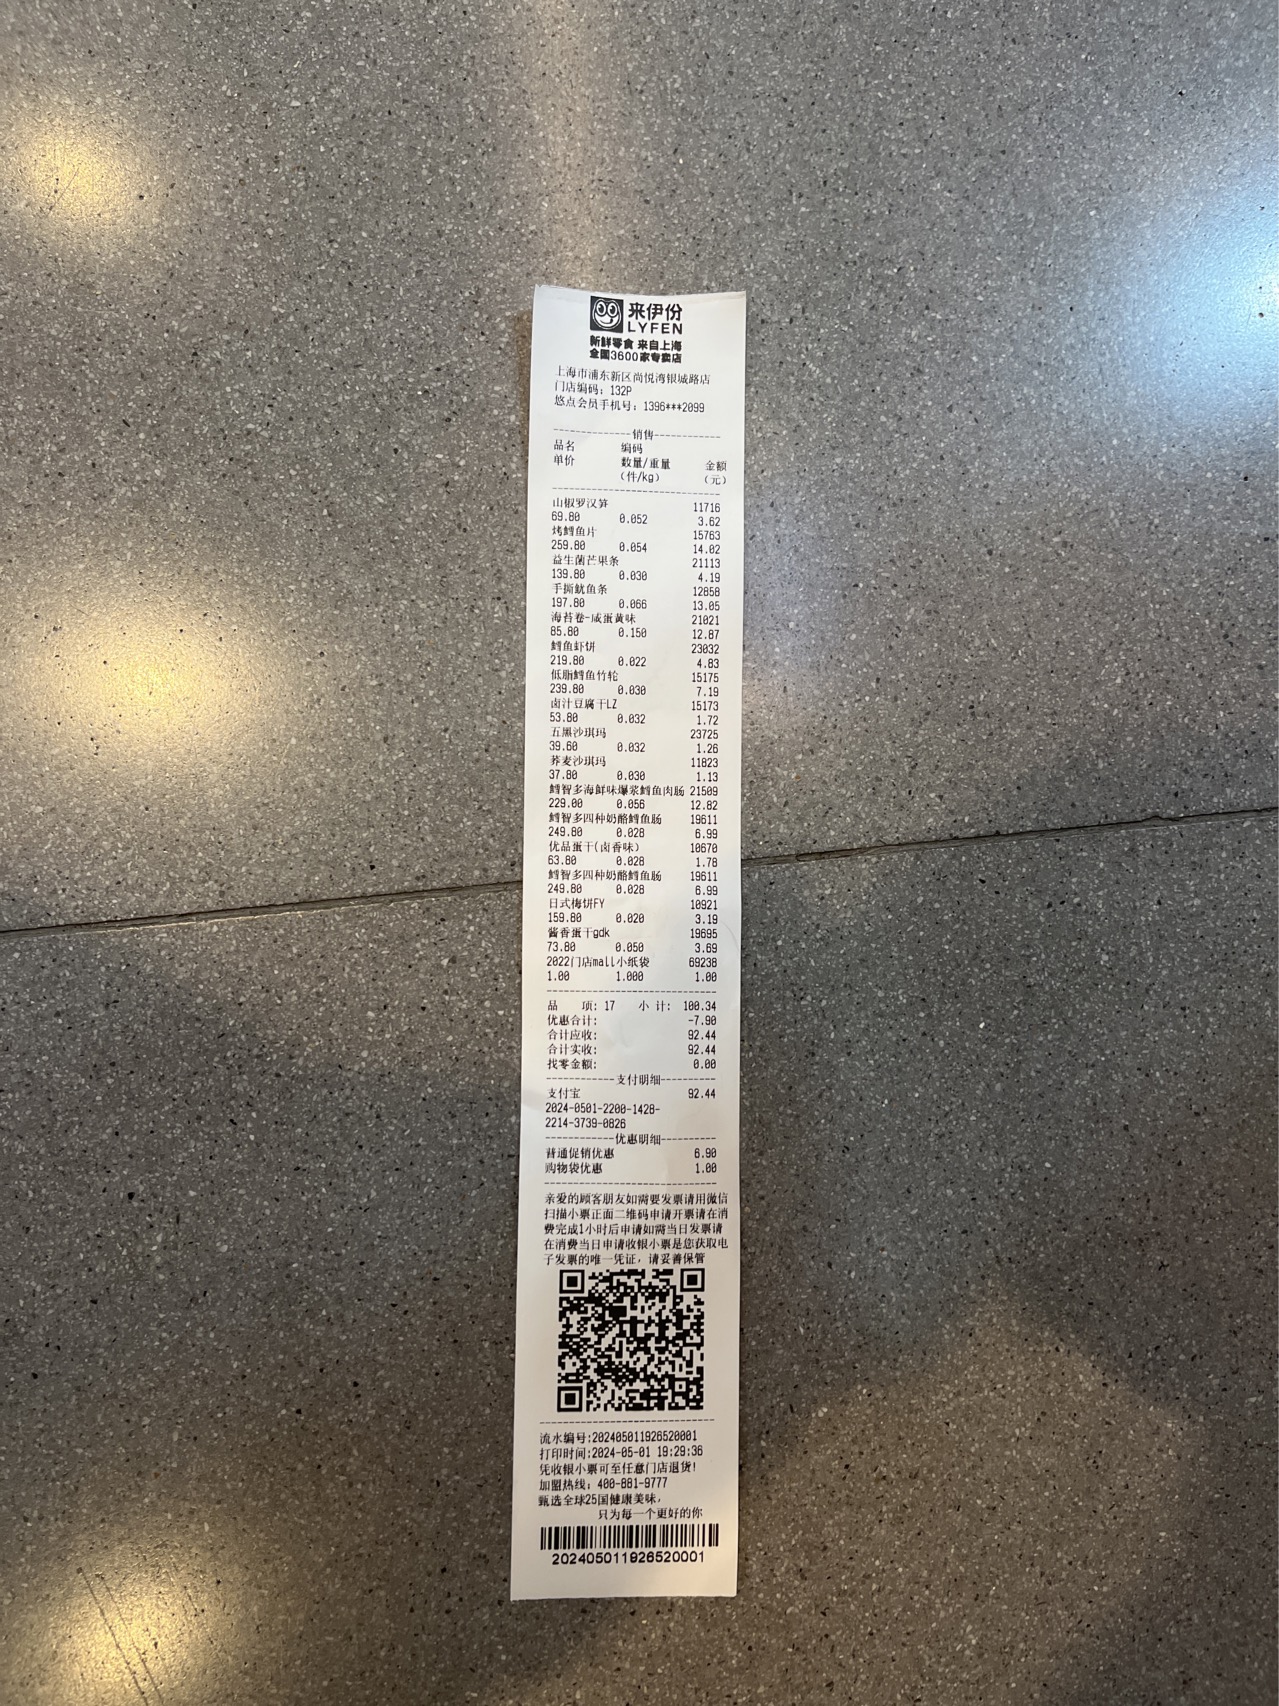 来伊份
LYFEN
新鲜零食 来自上海
全国3600家专卖店
上海市浦东新区尚悦湾银城路店
门店编码：132P
悠点会员手机号：1396***2099
销售
品名 编码
单价 数量/重量 金额
（件/kg） （元）
山椒罗汉笋 11716
69.80 0.052 3.62
烤鳕鱼片 15763
259.80 0.054 14.02
益生菌芒果条 21113
139.80 0.030 4.19
手撕鱿鱼条 12858
197.80 0.066 13.05
海苔卷-咸蛋黄味 21021
85.80 0.150 12.87
鳕鱼虾饼 23032
219.80 0.022 4.83
低脂鳕鱼竹轮 15175
239.80 0.030 7.19
卤汁豆腐干LZ 15173
53.80 0.032 1.72
五黑沙琪玛 23725
39.60 0.032 1.26
荞麦沙琪玛 11823
37.80 0.030 1.13
鳕智多海鲜味爆浆鳕鱼肉肠 21509
229.00 0.056 12.82
鳕智多四种奶酪鳕鱼肠 19611
249.80 0.028 6.99
优品蛋干(卤香味) 10670
63.80 0.028 1.78
鳕智多四种奶酪鳕鱼肠 19611
249.80 0.028 6.99
日式梅饼FY 10921
159.80 0.020 3.19
酱香蛋干gdk 19695
73.80 0.050 3.69
2022门店mall小纸袋 69238
1.00 1.000 1.00
品 项: 17 小 计: 100.34
优惠合计: -7.90
合计应收: 92.44
合计实收: 92.44
找零金额: 0.00
支付明细
支付宝 92.44
2024-0501-2200-1428-
2214-3739-0826
优惠明细
普通促销优惠 6.90
购物袋优惠 1.00
亲爱的顾客朋友如需要发票请用微信
扫描小票正面二维码申请开票请在消
费完成1小时后申请如需当日发票请
在消费当日申请收银小票是您获取电
子发票的唯一凭证，请妥善保管
流水编号:202405011926520001
打印时间:2024-05-01 19:29:36
凭收银小票可至任意门店退货!
加盟热线：400-881-9777
甄选全球25国健康美味，
只为每一个更好的你
202405011926520001